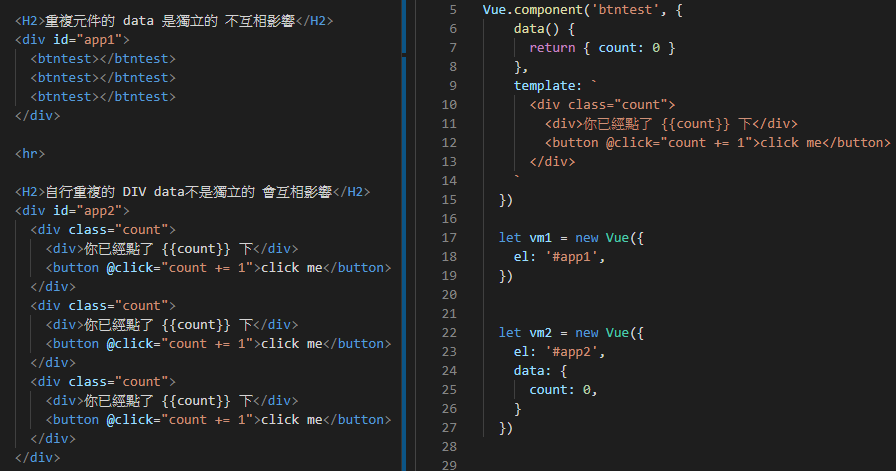 <H2>重複元件的 data 是獨立的 不互相影響</H2>
<div id="app1">
  <btntest></btntest>
  <btntest></btntest>
  <btntest></btntest>
</div>

<hr>

<H2>自行重複的 DIV data不是獨立的 會互相影響</H2>
<div id="app2">
  <div class="count">
    <div>你已經點了 {{count}} 下</div>
    <button @click="count += 1">click me</button>
  </div>
  <div class="count">
    <div>你已經點了 {{count}} 下</div>
    <button @click="count += 1">click me</button>
  </div>
  <div class="count">
    <div>你已經點了 {{count}} 下</div>
    <button @click="count += 1">click me</button>
  </div>
</div>
5 Vue.component('btntest', {
6     data() {
7       return { count: 0 }
8     },
9     template: `
10       <div class="count">
11         <div>你已經點了 {{count}} 下</div>
12         <button @click="count += 1">click me</button>
13       </div>
14     `
15   })
16
17   let vm1 = new Vue({
18     el: '#app1',
19   })
20
21
22   let vm2 = new Vue({
23     el: '#app2',
24     data: {
25       count: 0,
26     }
27   })
28
29